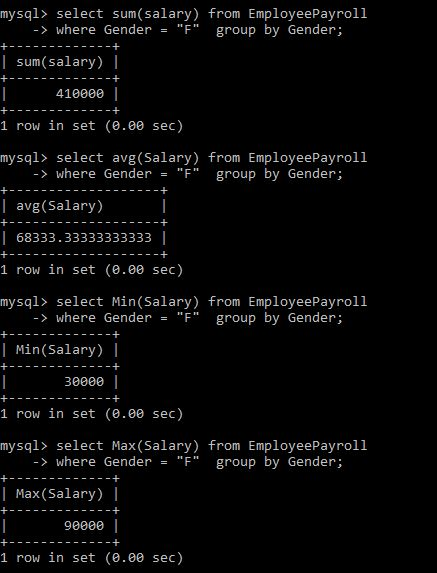 mysql> select sum(salary) from EmployeePayroll
    -> where Gender = "F"  group by Gender;
+-------------+
| sum(salary) |
+-------------+
|      410000 |
+-------------+
1 row in set (0.00 sec)

mysql> select avg(Salary) from EmployeePayroll
    -> where Gender = "F"  group by Gender;
+-------------------+
| avg(Salary)       |
+-------------------+
| 68333.33333333333 |
+-------------------+
1 row in set (0.00 sec)

mysql> select Min(Salary) from EmployeePayroll
    -> where Gender = "F"  group by Gender;
+-------------+
| Min(Salary) |
+-------------+
|       30000 |
+-------------+
1 row in set (0.00 sec)

mysql> select Max(Salary) from EmployeePayroll
    -> where Gender = "F"  group by Gender;
+-------------+
| Max(Salary) |
+-------------+
|       90000 |
+-------------+
1 row in set (0.00 sec)